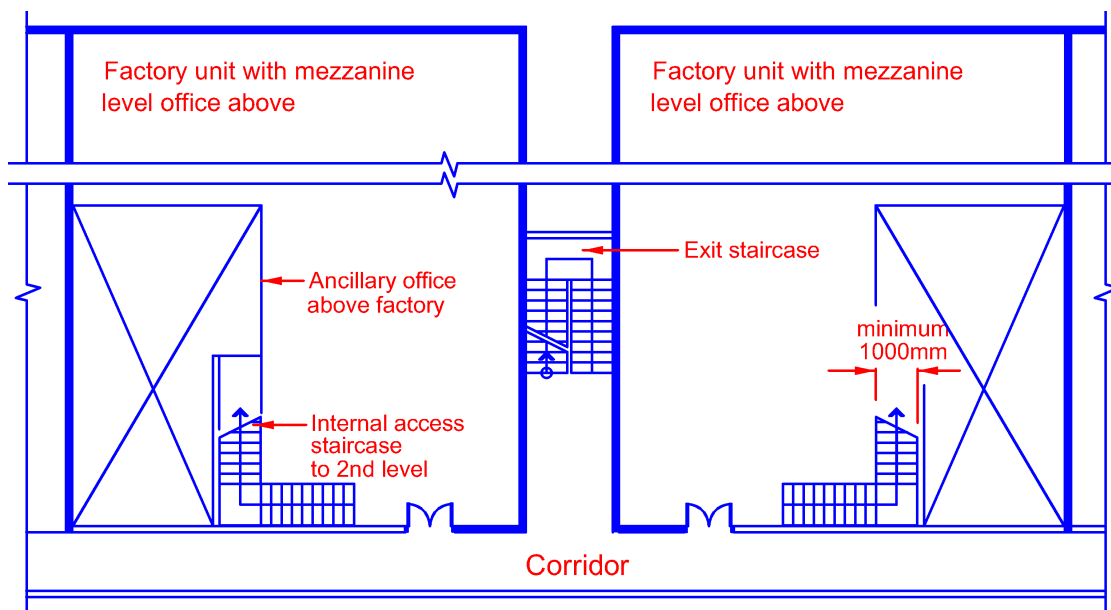 Factory unit with mezzanine
level office above
Factory unit with mezzanine
level office above
Exit staircase
Ancillary office
above factory
minimum
1000mm
Internal access
staircase
to 2nd level
Corridor